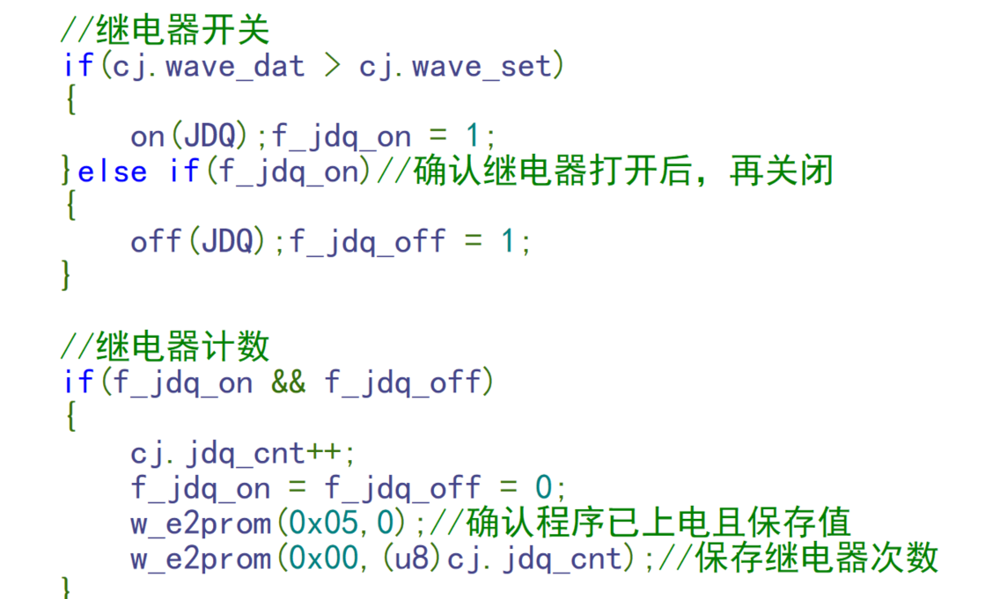 //继电器开关
if(cj.wave_dat > cj.wave_set)
{
    on(JDQ);f_jdq_on = 1;
}else if(f_jdq_on)//确认继电器打开后，再关闭
{
    off(JDQ);f_jdq_off = 1;
}

//继电器计数
if(f_jdq_on && f_jdq_off)
{
    cj.jdq_cnt++;
    f_jdq_on = f_jdq_off = 0;
    w_e2prom(0x05,0);//确认程序已上电且保存值
    w_e2prom(0x00,(u8)cj.jdq_cnt);//保存继电器次数
}